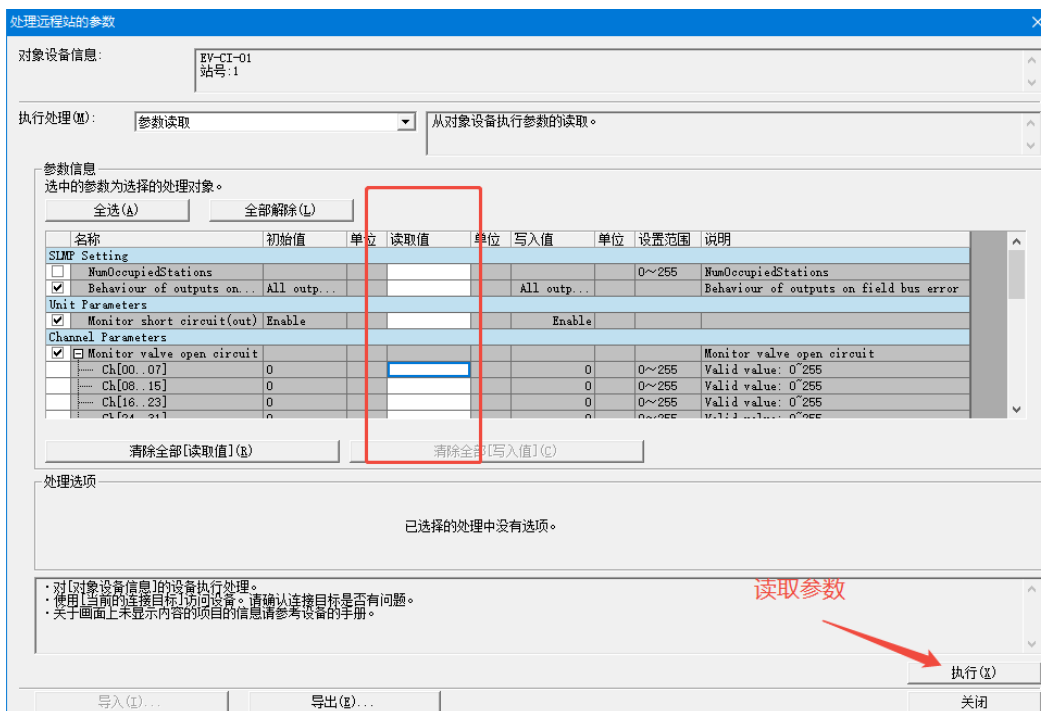 处理远程站的参数
对象设备信息:
EV-CI-01
站号:1
执行处理(M):
参数读取
从对象设备执行参数的读取。
参数信息
选中的参数为选择的处理对象。
全选(A) 全部解除(L)
名称 初始值 单位 读取值 单位 写入值 单位 设置范围 说明
SLMP Setting
NumOccupiedStations 0~255 NumOccupiedStations
Behaviour of outputs on... All outp... All outp... Behaviour of outputs on field bus error
Unit Parameters
Monitor short circuit(out) Enable Enable
Channel Parameters
Monitor valve open circuit Monitor valve open circuit
Ch[00..07] 0 0 0~255 Valid value: 0~255
Ch[08..15] 0 0 0~255 Valid value: 0~255
Ch[16..23] 0 0 0~255 Valid value: 0~255
Ch[24..31] 0 0 0~255 Valid value: 0~255
清除全部[读取值](R) 清除全部[写入值](C)
处理选项
已选择的处理中没有选项。
·对[对象设备信息]的设备执行处理。
·使用[当前的连接目标]访问设备。请确认连接目标是否有问题。
·关于画面上未显示内容的项目的信息请参考设备的手册。
读取参数
执行(X)
导入(I)... 导出(E)... 关闭